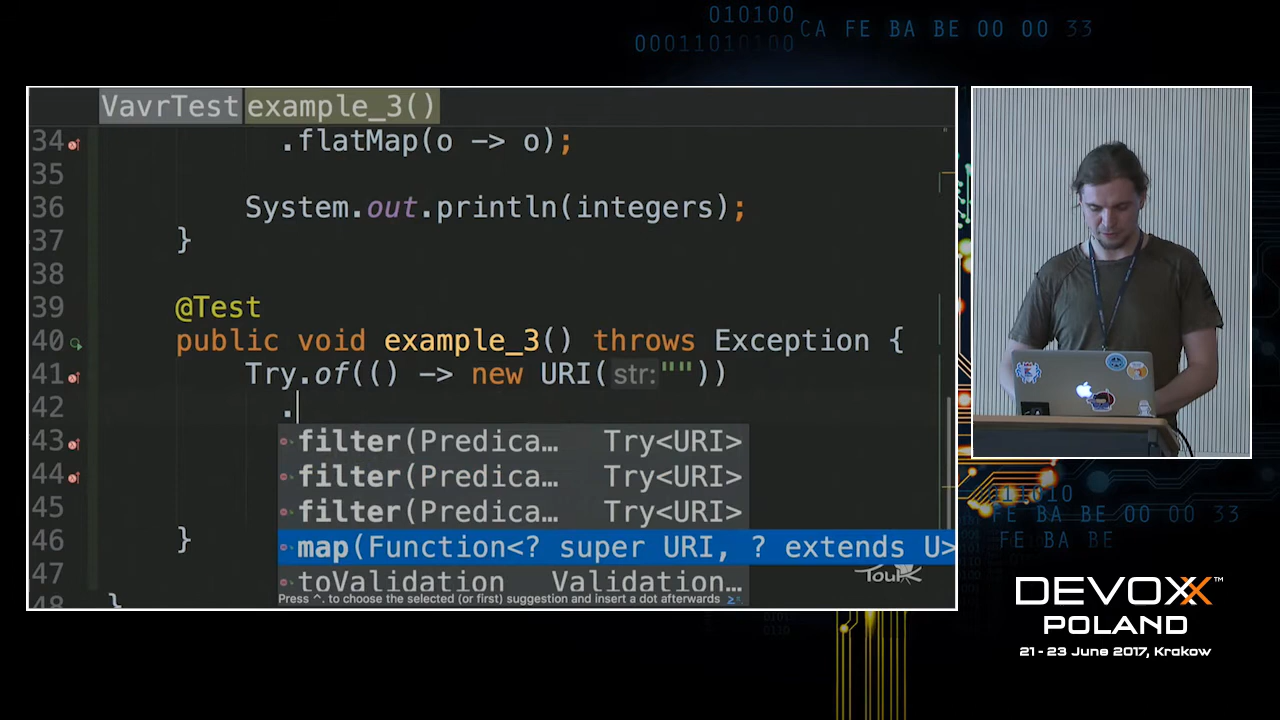 010100
00011010100
CA FE BA BE 00 00 33
VavrTest example_3()
34 .flatMap(o -> o);
35
36 System.out.println(integers);
37 }
38
39 @Test
40 public void example_3() throws Exception {
41 Try.of(() -> new URI(str:""))
42 .
43 filter(Predica… Try<URI>
44 filter(Predica… Try<URI>
45 filter(Predica… Try<URI>
46 } map(Function<? super URI, ? extends U>
47 toValidation Validation…
Press ^. to choose the selected (or first) suggestion and insert a dot afterwards >>
48 }
Touk
FE BA BE 00 00 33
FE BA BE
DEVOXX™
POLAND
21 - 23 June 2017, Krakow